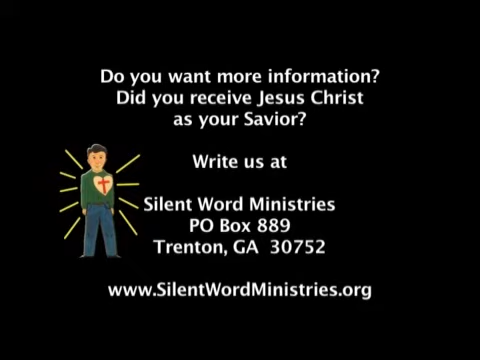 Do you want more information?
Did you receive Jesus Christ
as your Savior?
Write us at
Silent Word Ministries
PO Box 889
Trenton, GA  30752
www.SilentWordMinistries.org